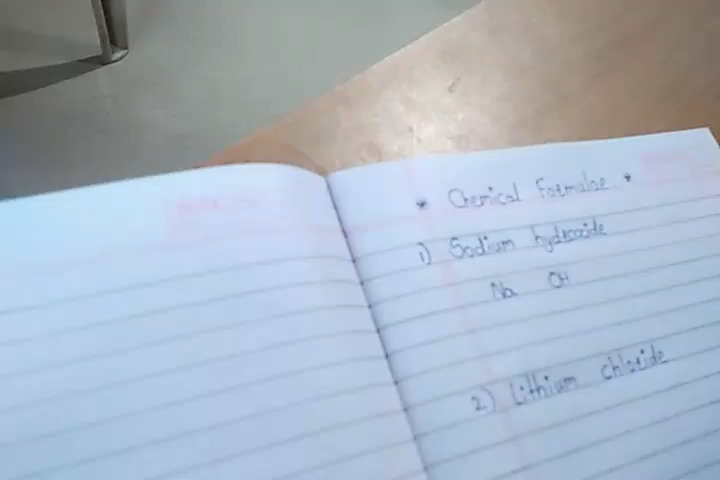 * Chemical Formulae *
1) Sodium hydroxide
Na OH
2) Lithium chloride